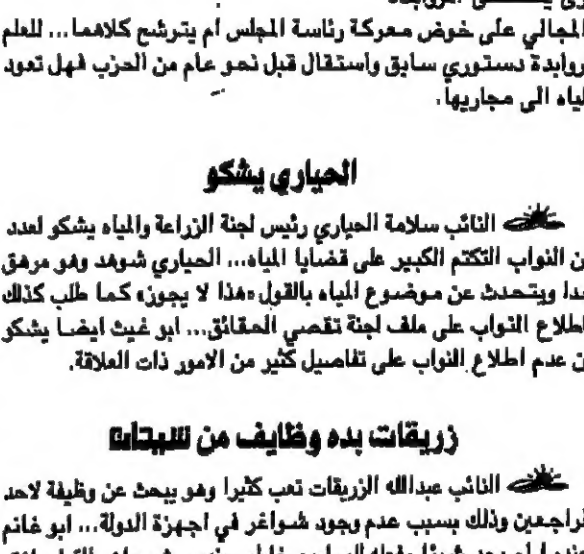 المجالي على خوض معركة رئاسة المجلس ام يترشح كلاهما... للعلم
روابدة دستوري سابق واستقال قبل نحو عام من الحزب فهل تعود
لياه الى مجاريها.
الحياري يشكو
النائب سلامة الحياري رئيس لجنة الزراعة والمياه يشكو لعدد
ن النواب التكتم الكبير على قضايا المياه... الحياري شوهد وهو مرهق
جدا ويتحدث عن موضوع المياه بالقول «هذا لا يجوز» كما طلب كذلك
اطلاع النواب على ملف لجنة تقصي الحقائق... ابو غيث ايضا يشكو
ن عدم اطلاع النواب على تفاصيل كثير من الامور ذات العلاقة.
زريقات بده وظايف من شيحان
النائب عبدالله الزريقات تعب كثيرا وهو يبحث عن وظيفة لاحد
لراجعين وذلك بسبب عدم وجود شواغر في اجهزة الدولة... ابو غانم